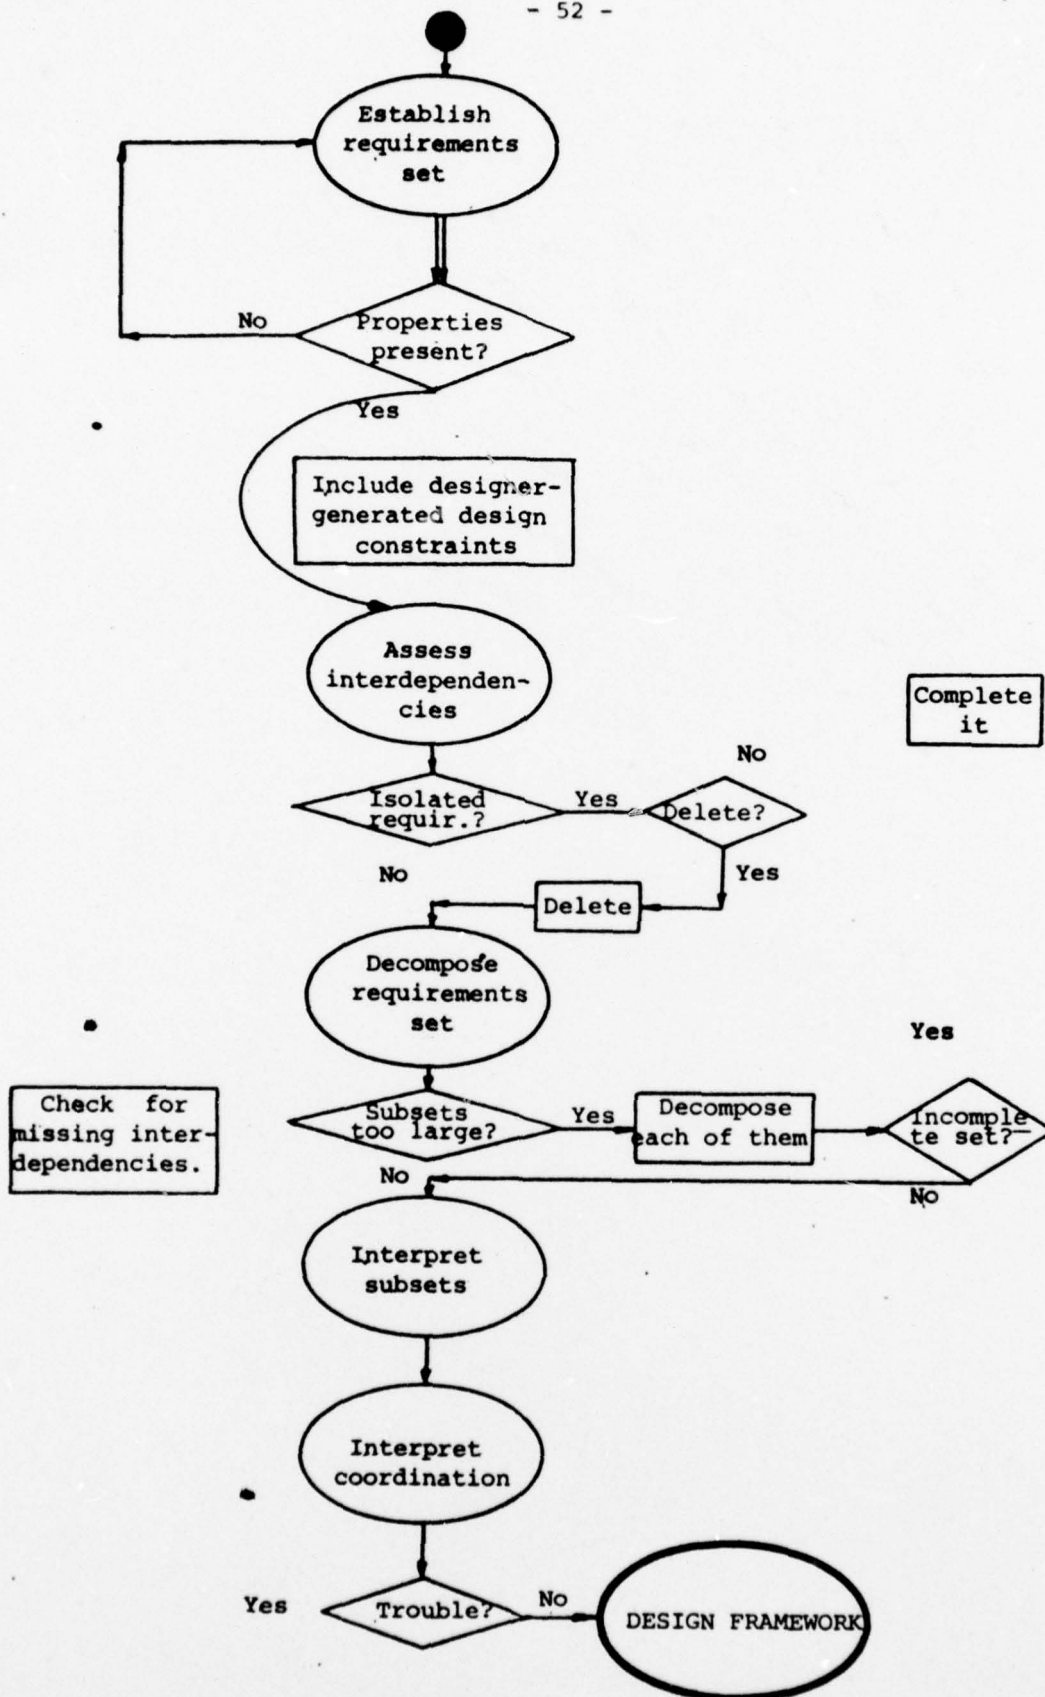 - 52 -
Establish
requirements
set
No
Properties
present?
Yes
Include designer-
generated design
constraints
Assess
interdependen-
cies
Complete
it
No
Isolated
requir.?
Yes
Delete?
No
Yes
Delete
Decompose
requirements
set
Yes
Check for
missing inter-
dependencies.
Subsets
too large?
Yes
Decompose
each of them
Incomple
te set?
No
No
Interpret
subsets
Interpret
coordination
Yes
Trouble?
No
DESIGN FRAMEWORK